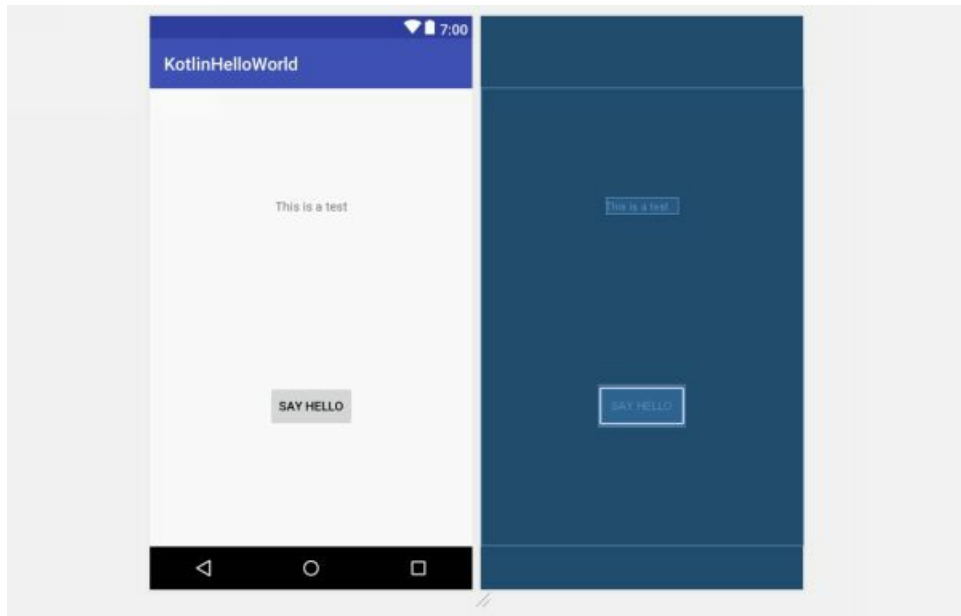 7:00
KotlinHelloWorld
This is a test
SAY HELLO
This is a test
SAY HELLO